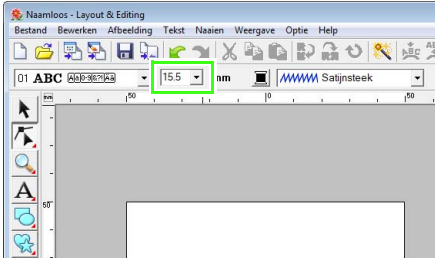 Naamloos - Layout & Editing
Bestand Bewerken Afbeelding Tekst Naaien Weergave Optie Help
01 ABC 15.5 mm Satijnsteek
mm 50 0 50
A
50